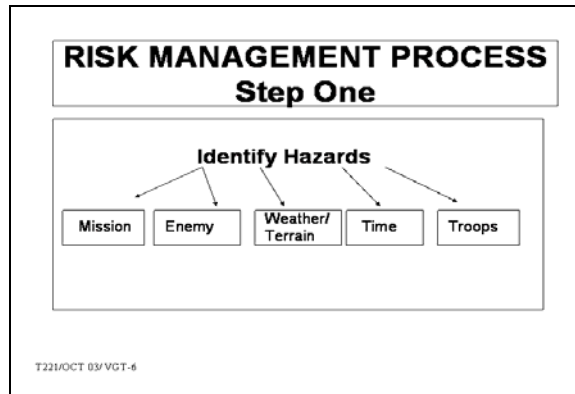 RISK MANAGEMENT PROCESS
Step One
Identify Hazards
Mission
Enemy
Weather/
Terrain
Time
Troops
T221/OCT 03/ VGT-6